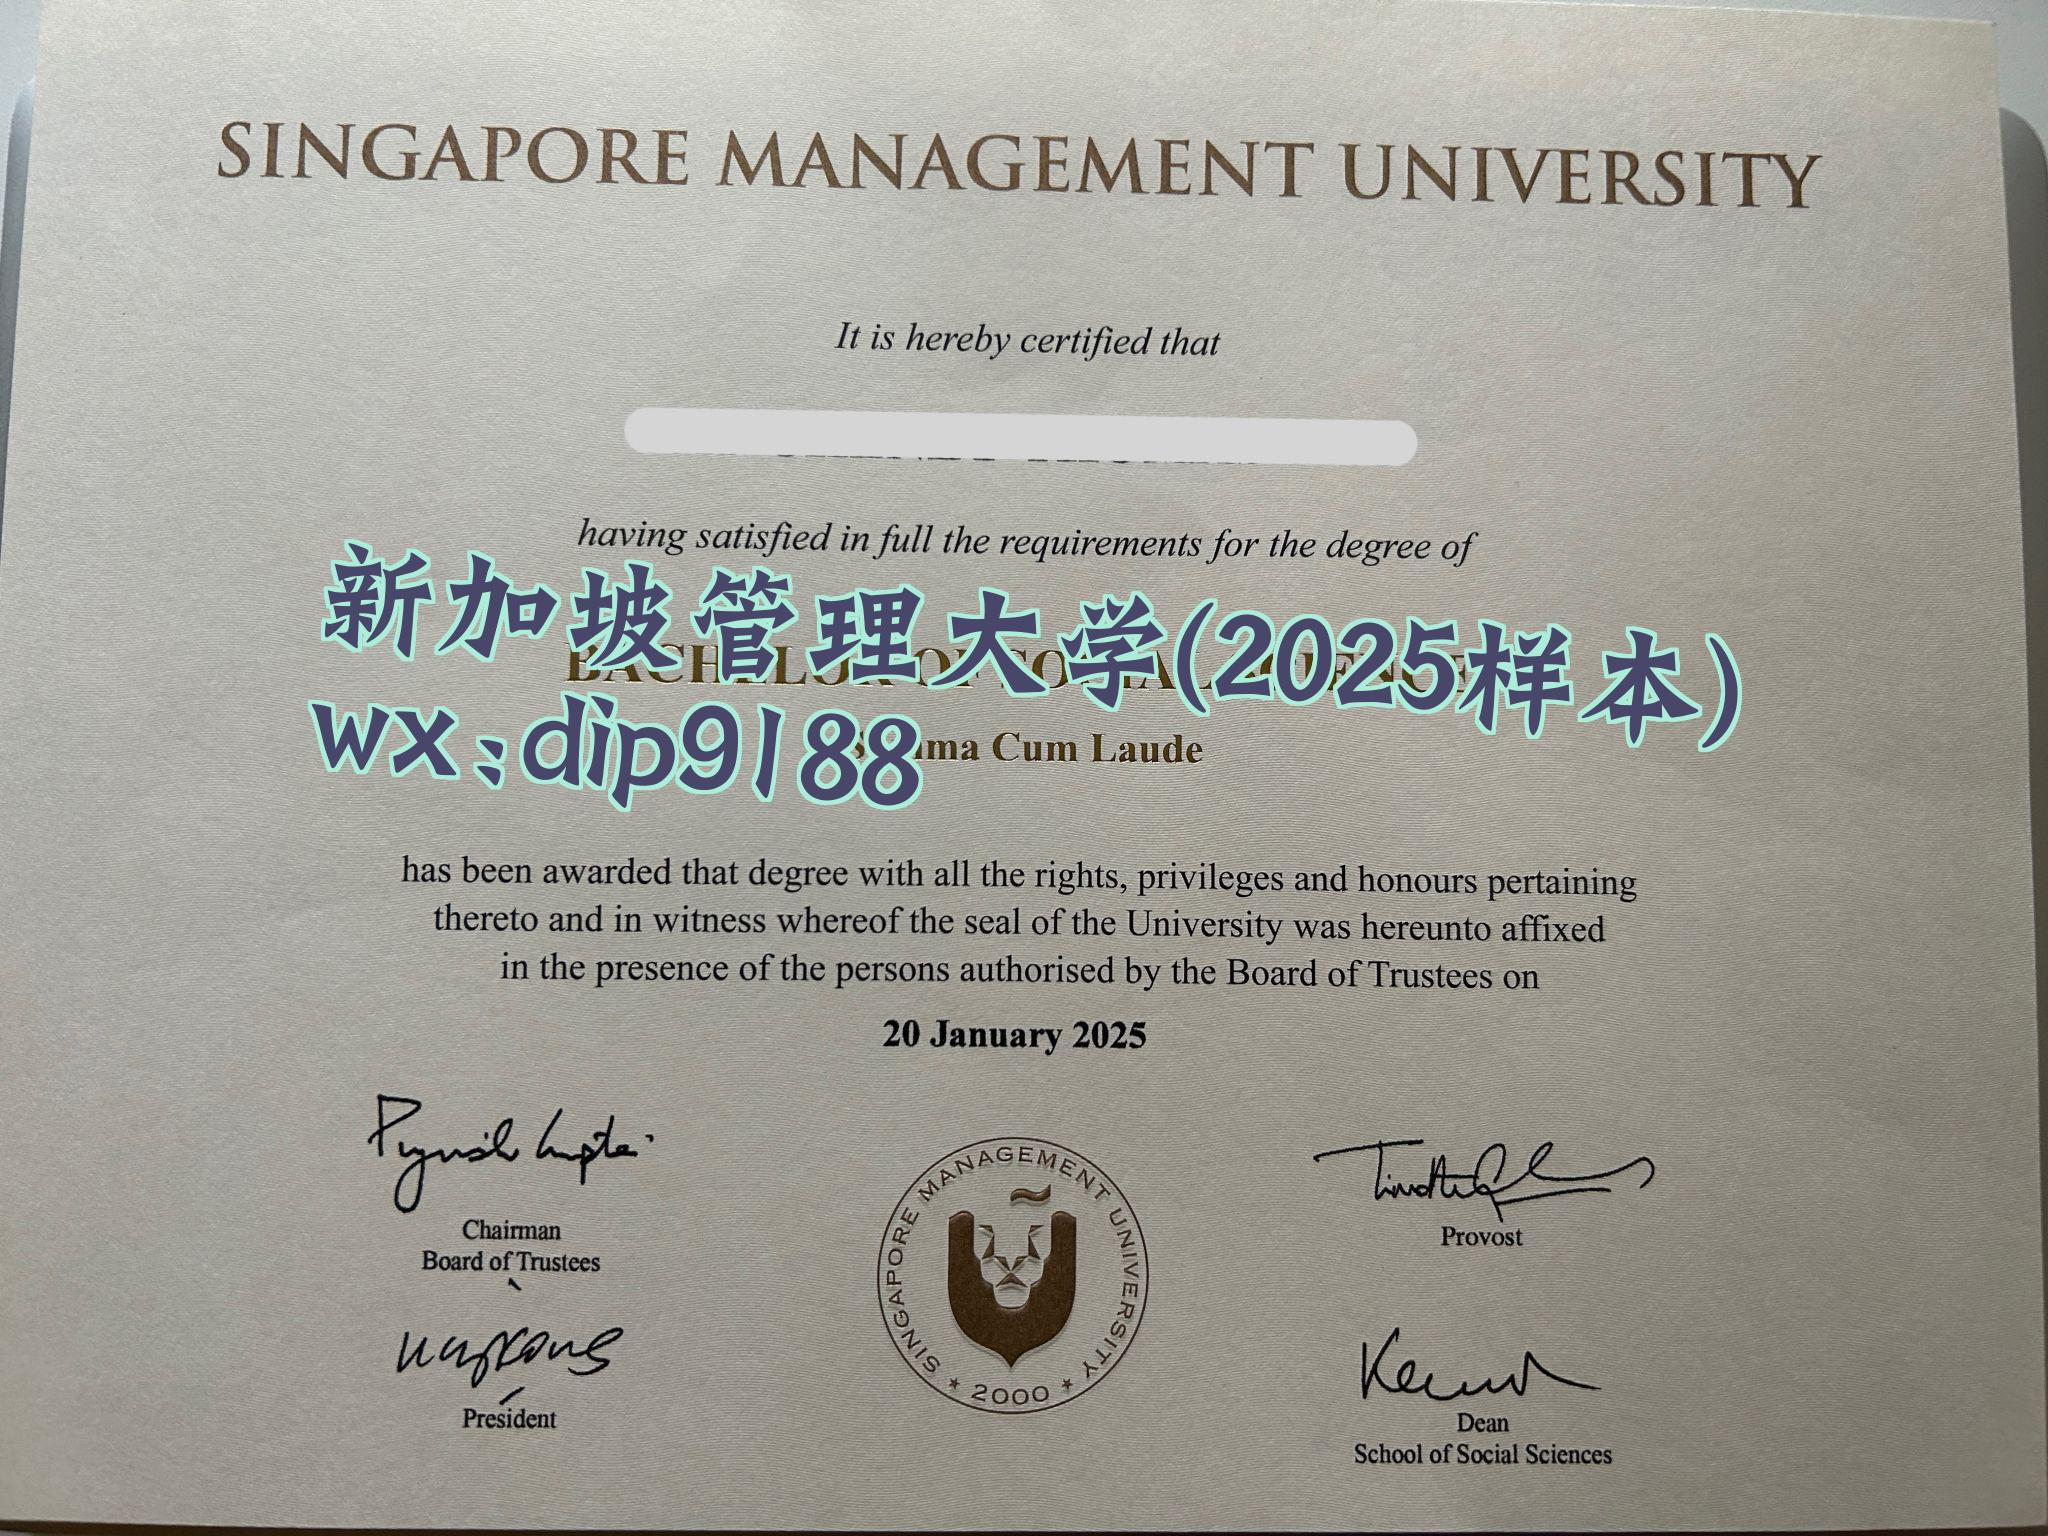 SINGAPORE MANAGEMENT UNIVERSITY
It is hereby certified that
having satisfied in full the requirements for the degree of
新加坡管理大学(2025样本)
BACHELOR OF SOCIAL SCIENCE
wx:dip9188
Cum Laude
has been awarded that degree with all the rights, privileges and honours pertaining
thereto and in witness whereof the seal of the University was hereunto affixed
in the presence of the persons authorised by the Board of Trustees on
20 January 2025
Chairman
Board of Trustees
Provost
SINGAPORE MANAGEMENT UNIVERSITY
2000
President
Dean
School of Social Sciences